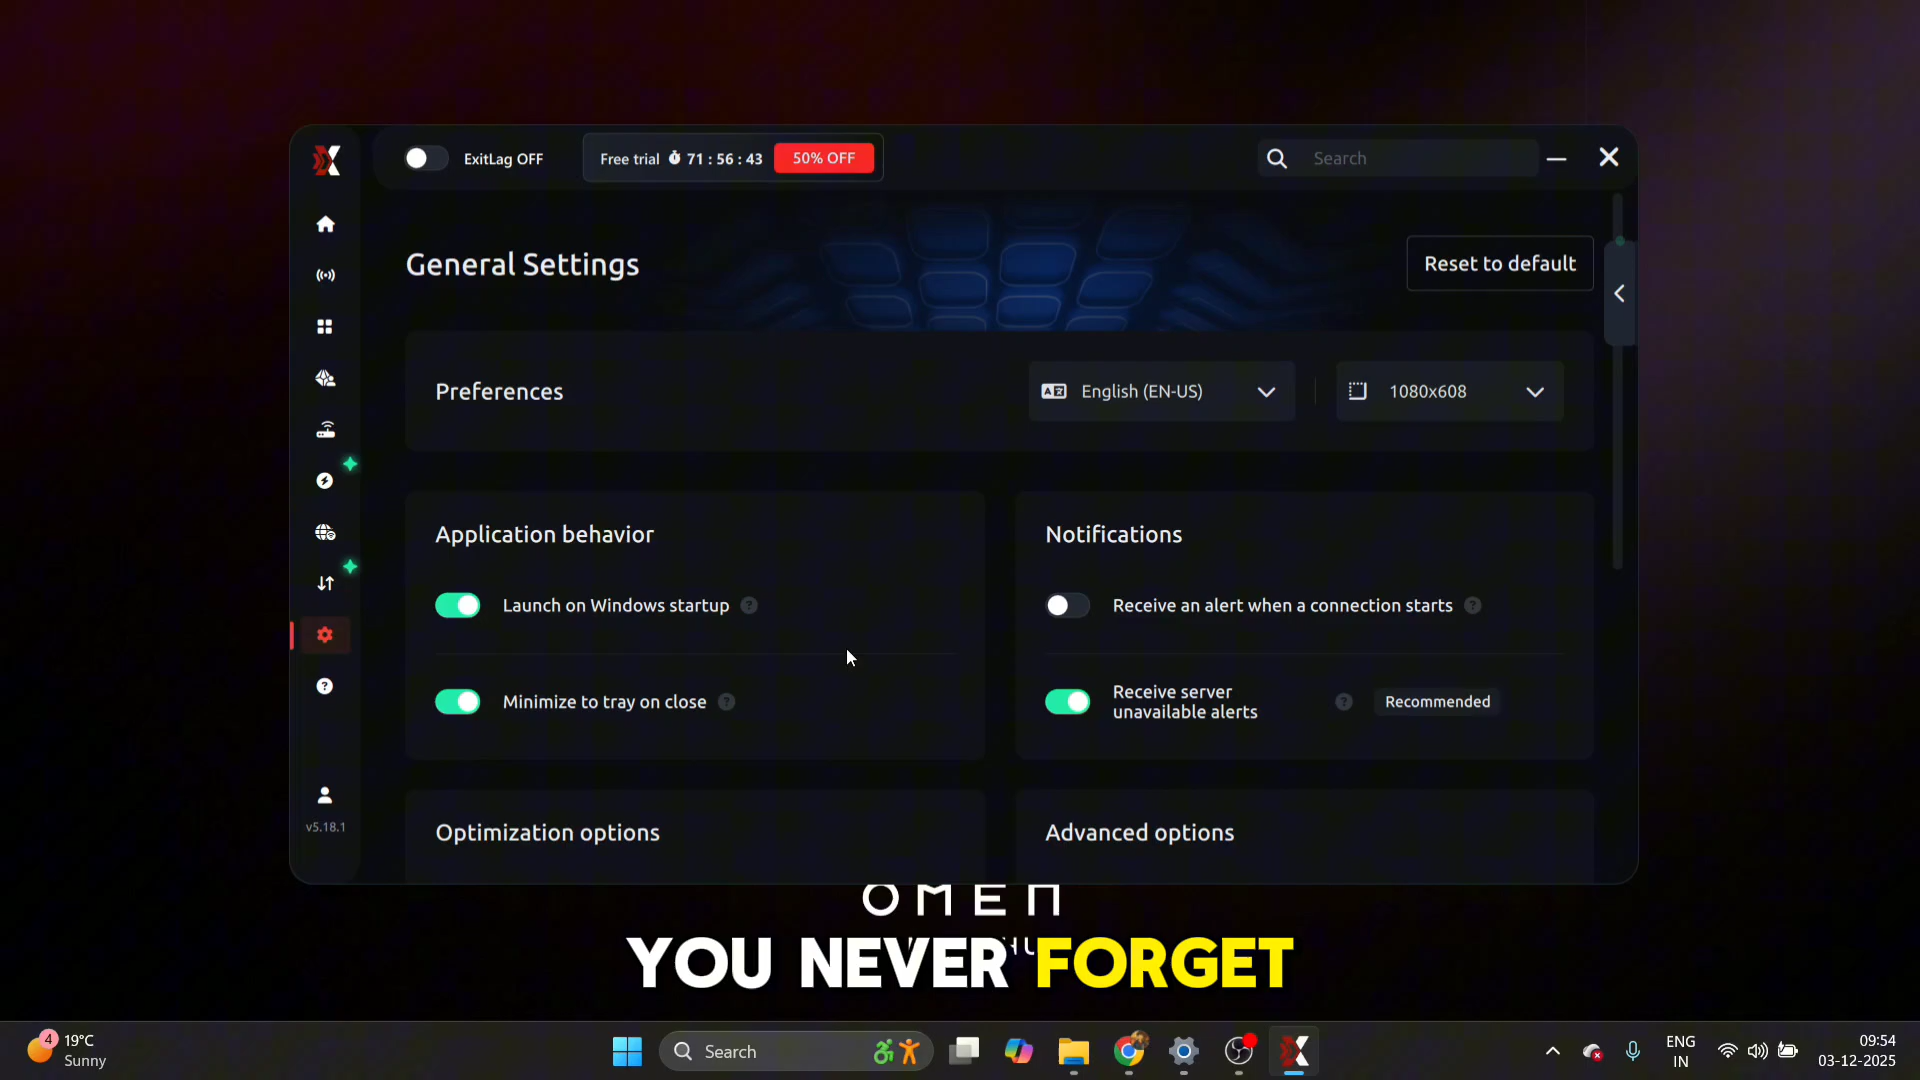 ExitLag OFF
Free trial 71 : 56 : 43 50% OFF
Search
General Settings
Reset to default
Preferences
English (EN-US)
1080x608
Application behavior
Launch on Windows startup
Minimize to tray on close
Notifications
Receive an alert when a connection starts
Receive server
unavailable alerts
Recommended
Optimization options
Advanced options
v5.18.1
OMEN
YOU NEVER FORGET
4
19°C
Sunny
Search
ENG
IN
09:54
03-12-2025